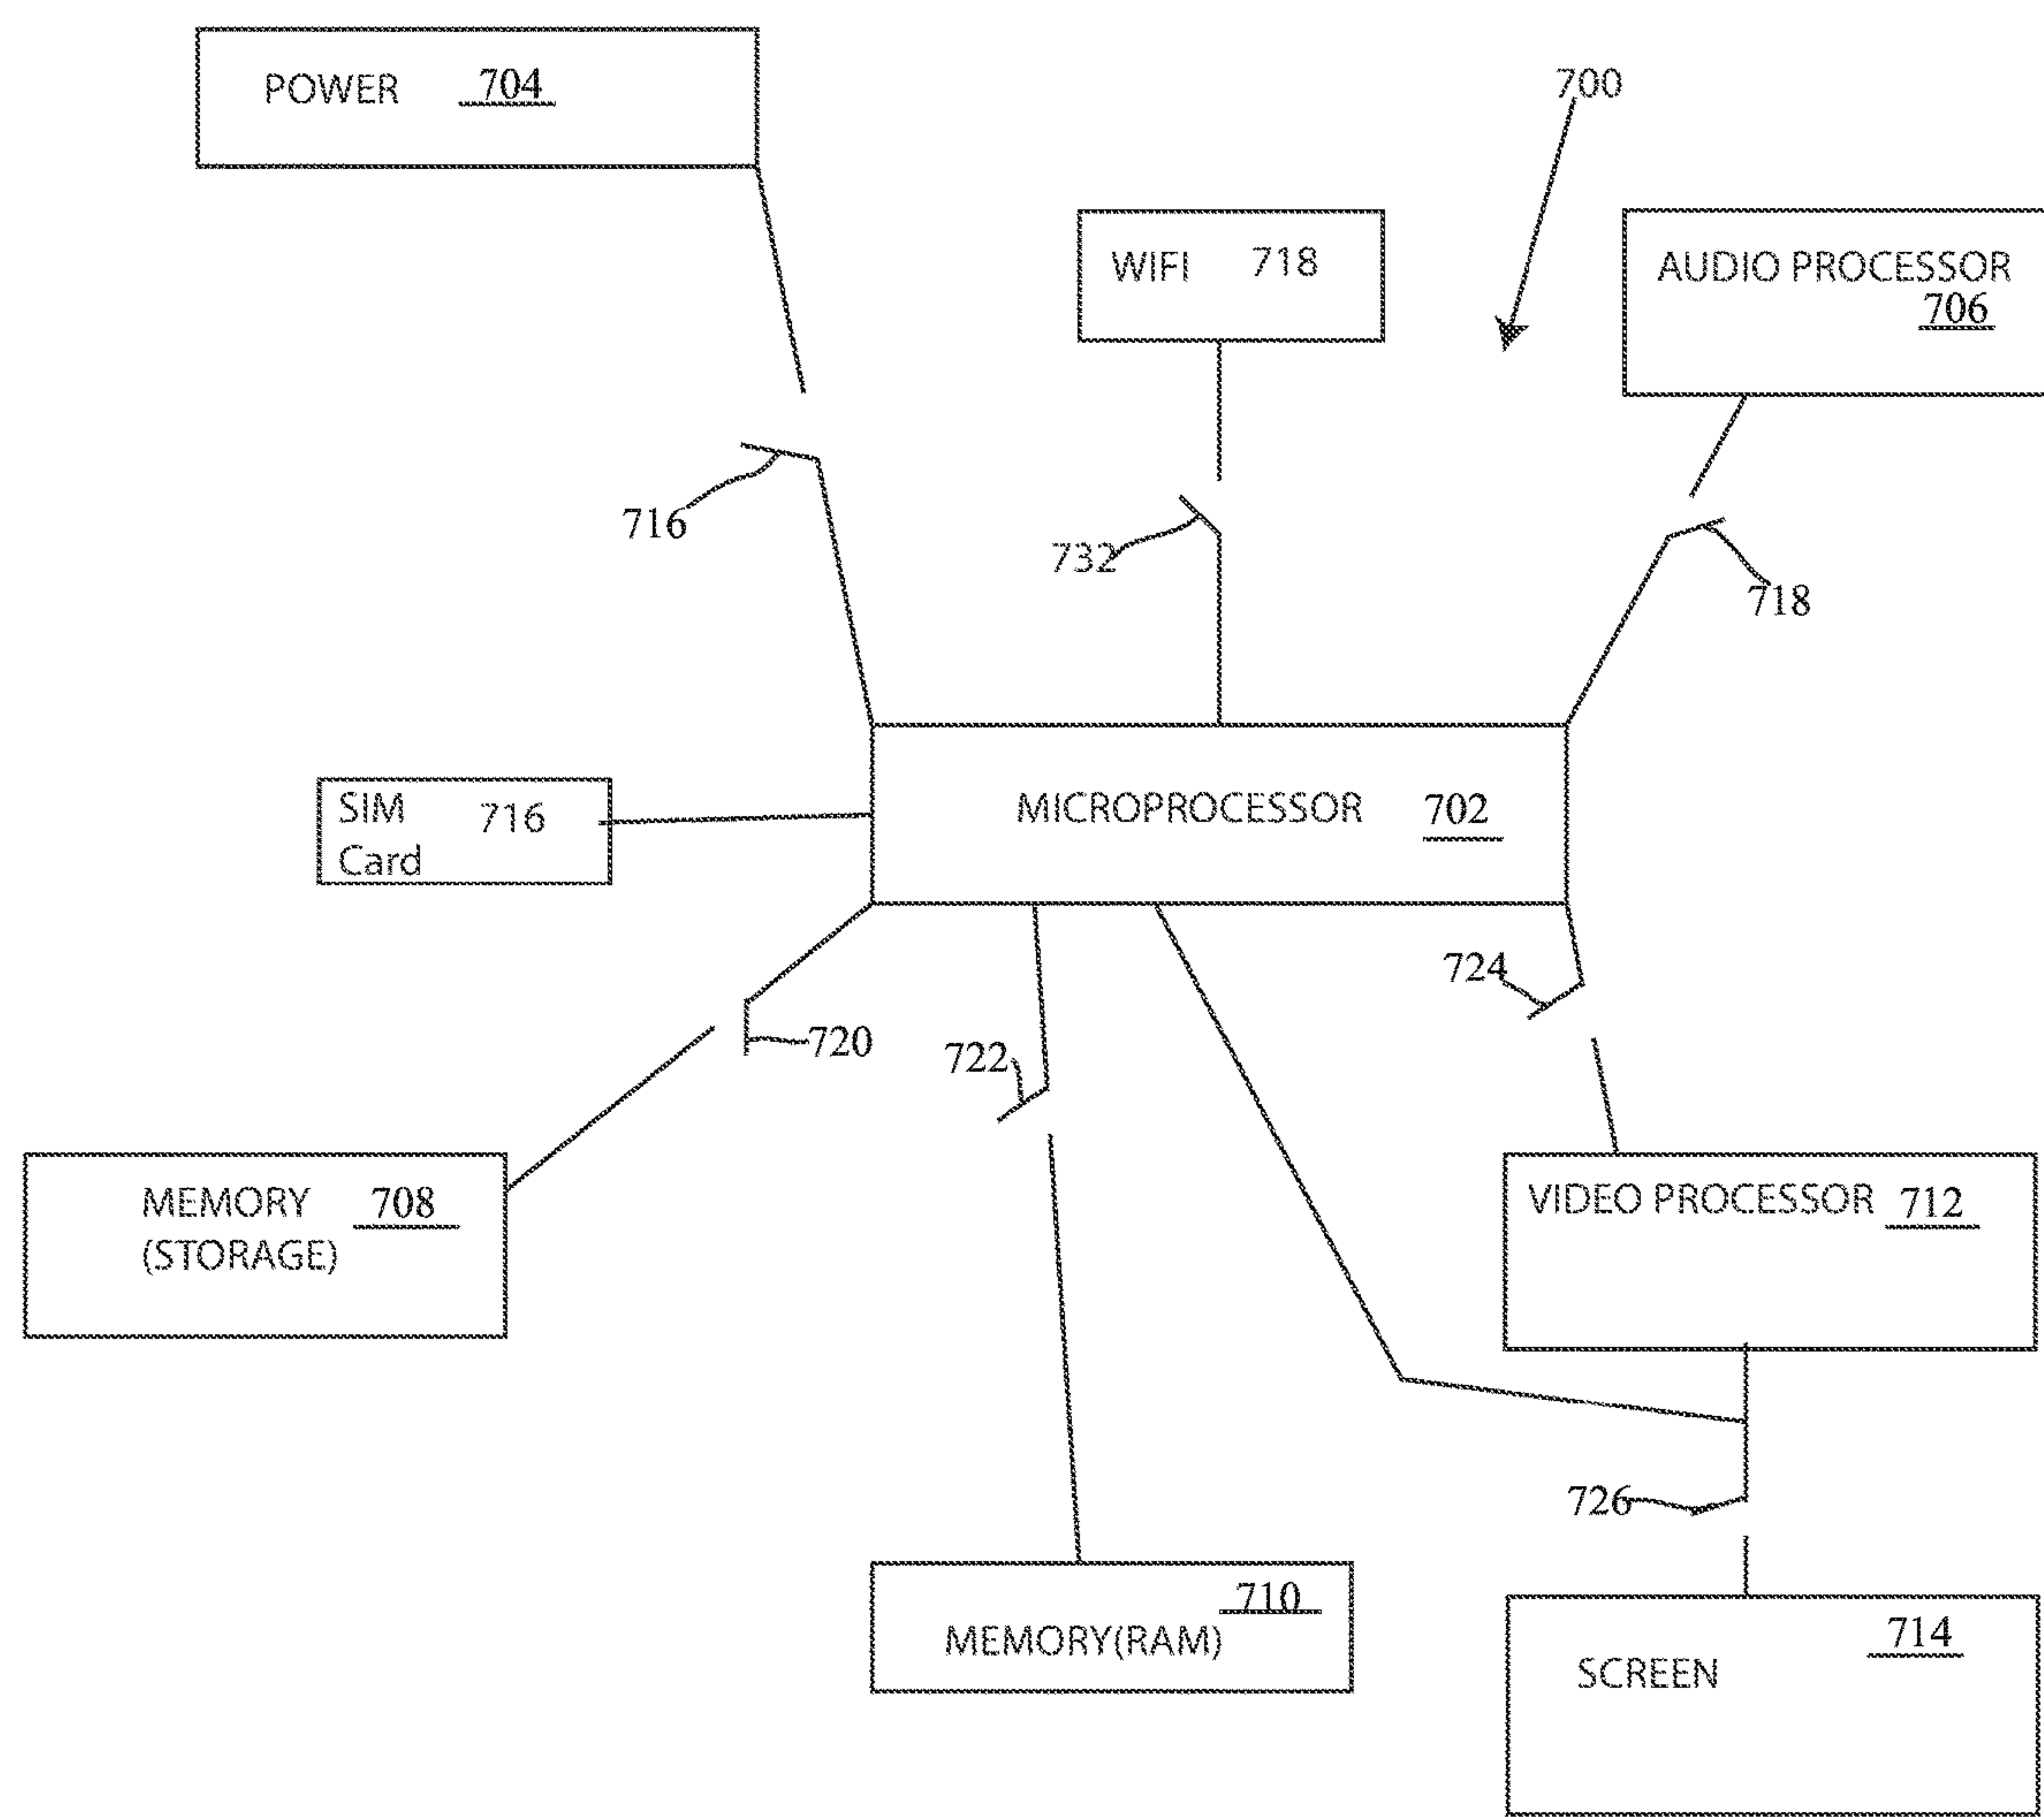 POWER 704
700
WIFI 718
AUDIO PROCESSOR
706
716
732
718
SIM 716
Card
MICROPROCESSOR 702
724
720
722
MEMORY 708
(STORAGE)
VIDEO PROCESSOR 712
726
710
MEMORY(RAM)
714
SCREEN